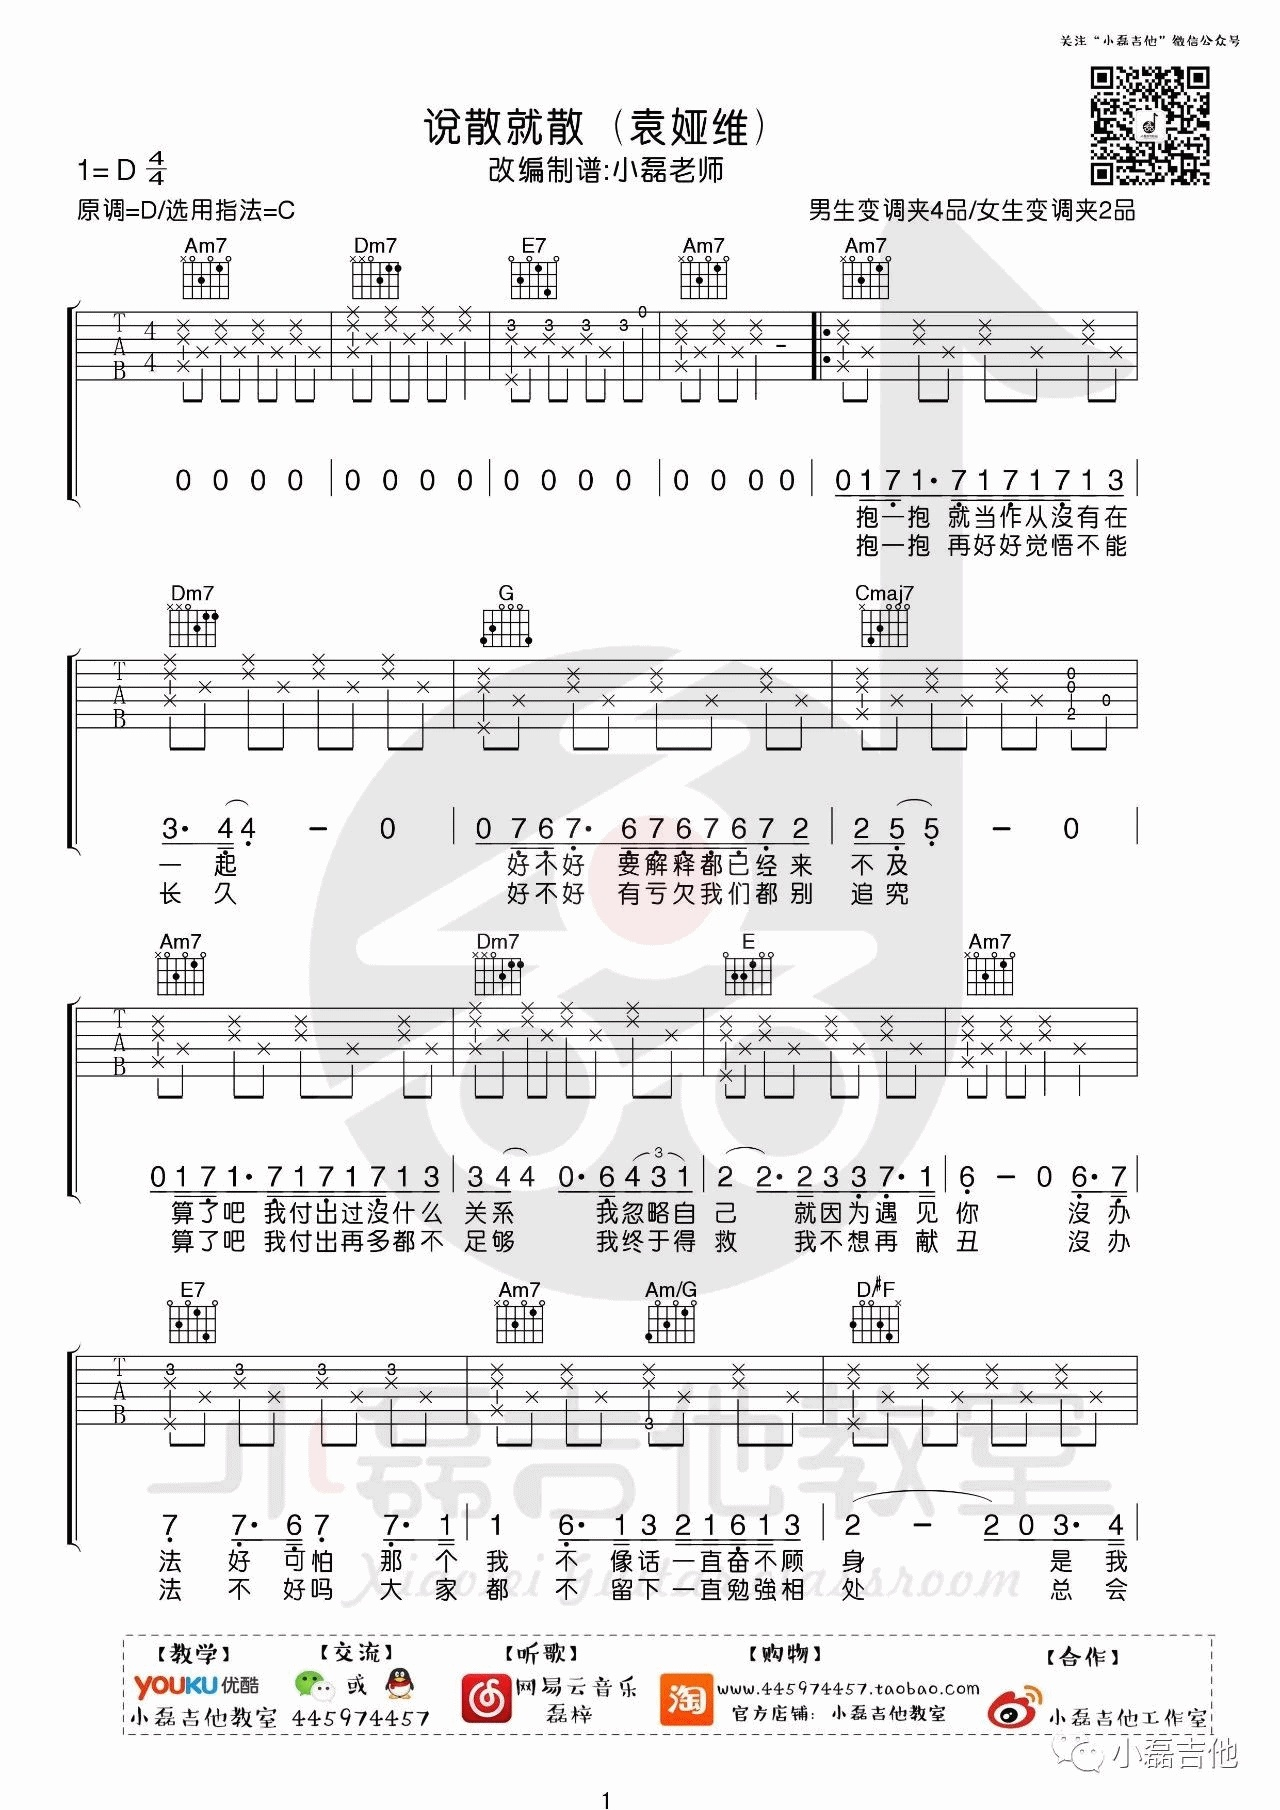 关注“小磊吉他”微信公众号
说散就散（袁娅维）
1= D 4/4
改编制谱:小磊老师
原调=D/选用指法=C
男生变调夹4品/女生变调夹2品
Am7 Dm7 E7 Am7 Am7
T A B 4 4 3 3 3 3 0
0 0 0 0 | 0 0 0 0 | 0 0 0 0 | 0 0 0 0 | 0 1 7 1· 7 1 7 1 7 1 3
抱一抱 就当作从沒有在
抱一抱 再好好觉悟不能
Dm7 G Cmaj7
T A B 0 0 2 0
3· 4 4 － 0 | 0 7 6 7· 6 7 6 7 6 7 2 | 2 5 5 － 0
一起 好不好 要解释都已经来 不及
长久 好不好 有亏欠我们都别 追究
Am7 Dm7 E Am7
T A B
0 1 7 1· 7 1 7 1 7 1 3 | 3 4 4 0· 6 4 3 1 | 2 2· 2 3 3 7· 1 | 6 － 0 6· 7
算了吧 我付出过沒什么 关系 我忽略自己 就因为遇见你 沒办
算了吧 我付出再多都不 足够 我终于得救 我不想再献丑 沒办
E7 Am7 Am/G D/#F
T A B 3 3 3 3 3
7 7· 6 7 7· 1 | 1 6· 1 3 2 1 6 1 3 | 2 － 2 0 3· 4
法 好可怕 那个 我 不像话一直奋不顾 身 是我
法 不好吗 大家 都 不留下一直勉強相 处 总会
小磊吉他教室
Xiaolei Guitar classroom
【教学】 【交流】 【听歌】 【购物】 【合作】
YOUKU 优酷 或 网易云音乐 淘 www.445974457.taobao.com
小磊吉他教室 445974457 磊梓 官方店铺：小磊吉他教室 小磊吉他工作室
小磊吉他
1